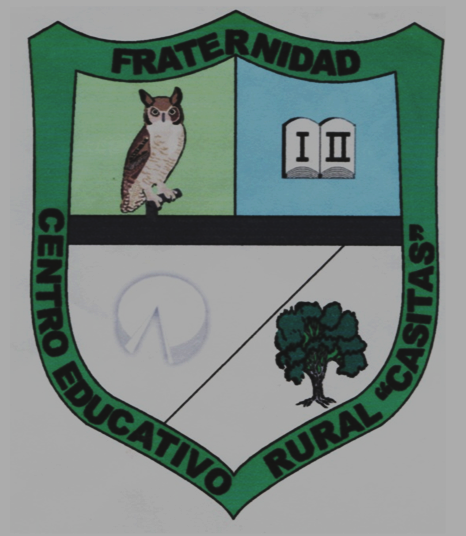 FRATERNIDAD
I II
CENTRO EDUCATIVO RURAL "CASITAS"